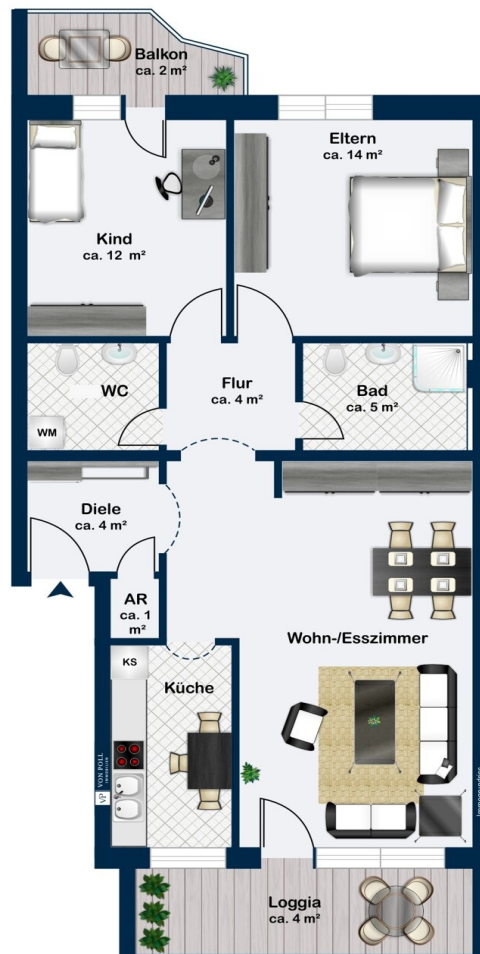 Balkon
ca. 2 m²
Eltern
ca. 14 m²
Kind
ca. 12 m²
WC
WM
Flur
ca. 4 m²
Bad
ca. 5 m²
Diele
ca. 4 m²
AR
ca. 1
m²
Wohn-/Esszimmer
KS
Küche
VP VON POLL
IMMOBILIEN
Loggia
ca. 4 m²